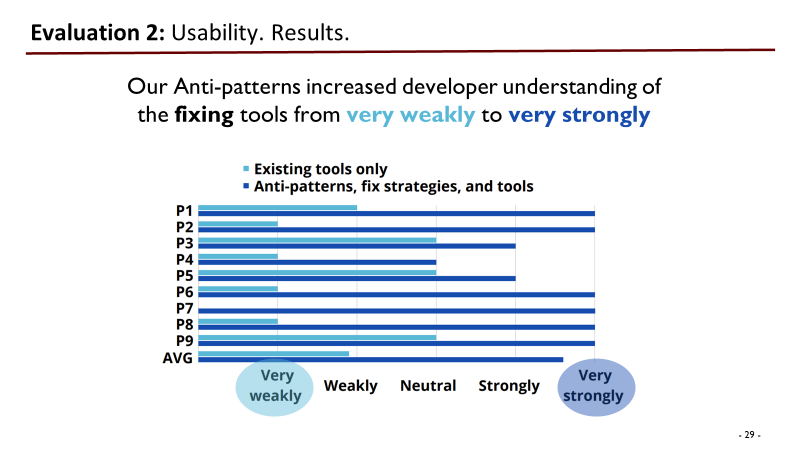 Evaluation 2: Usability. Results.
Our Anti-patterns increased developer understanding of
the fixing tools from very weakly to very strongly
Existing tools only
Anti-patterns, fix strategies, and tools
P1
P2
P3
P4
P5
P6
P7
P8
P9
AVG
Very
weakly
Weakly
Neutral
Strongly
Very
strongly
- 29 -